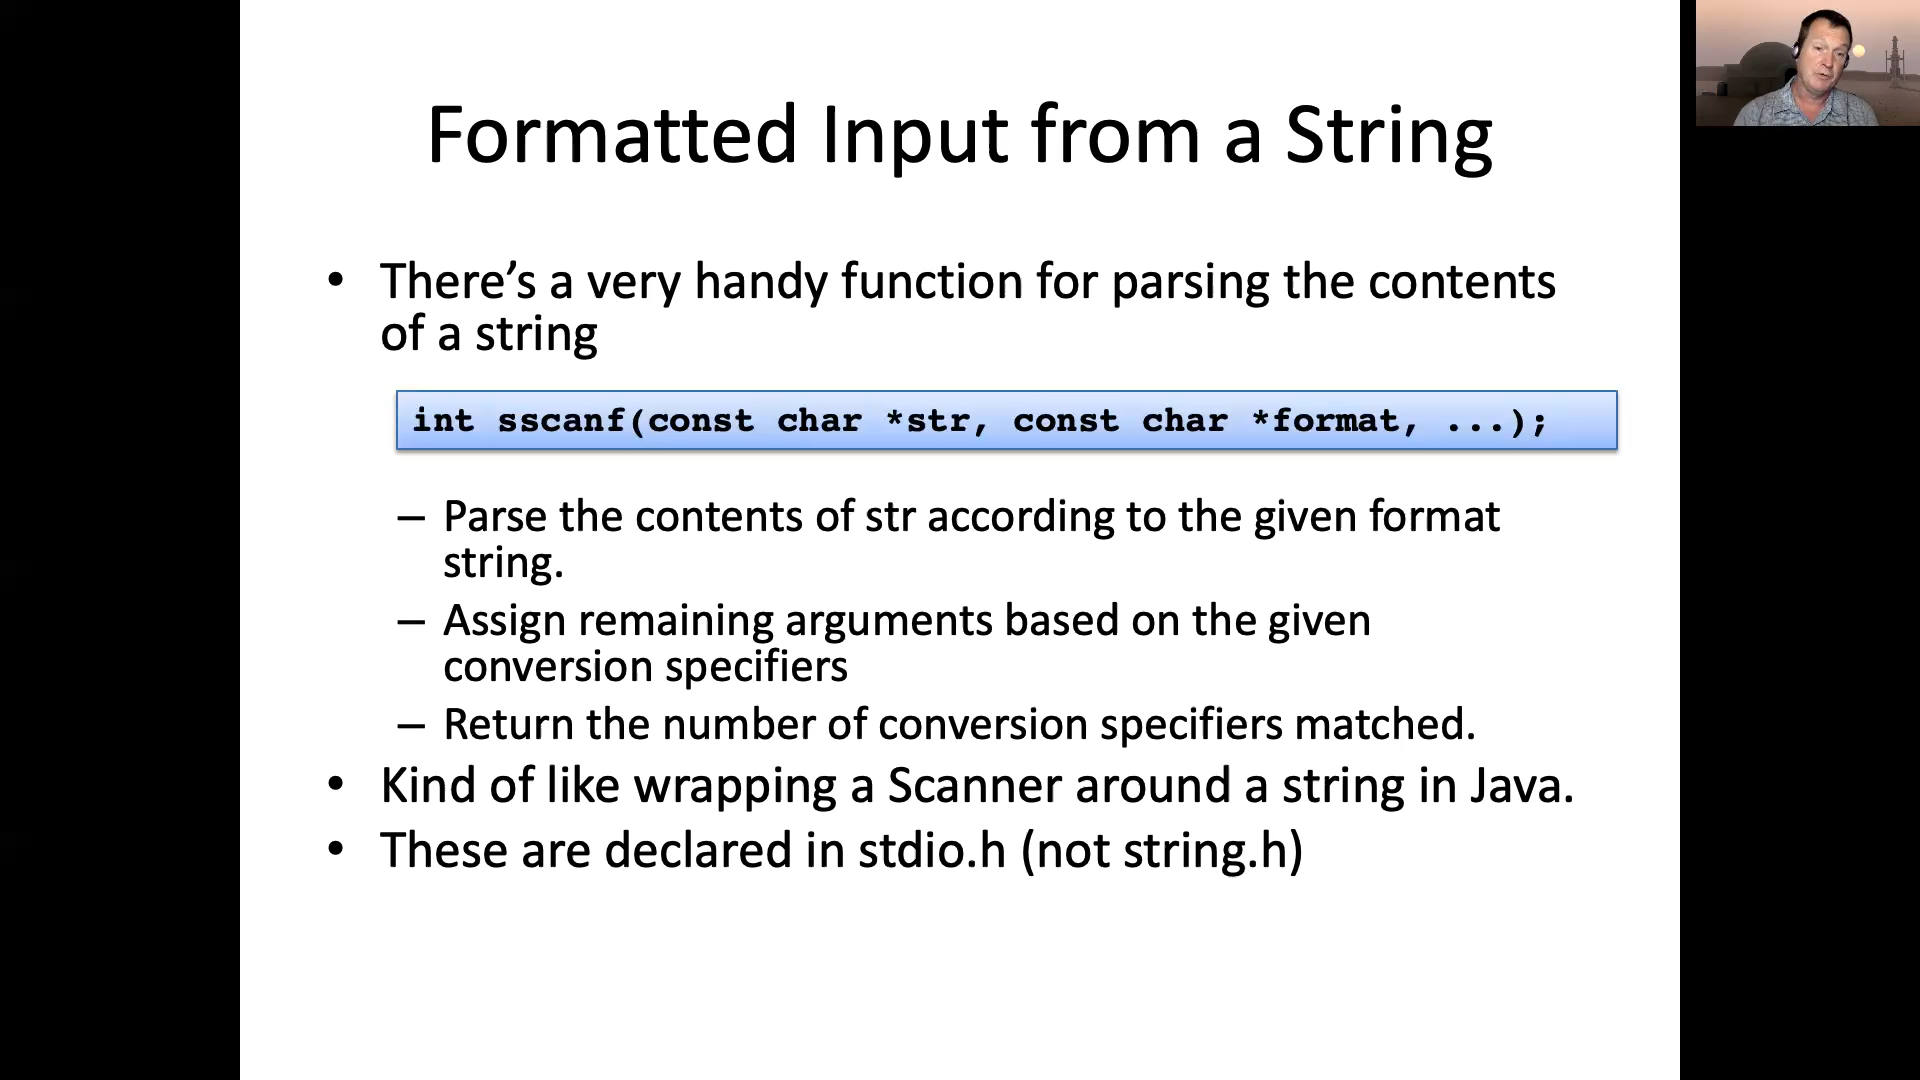 Formatted Input from a String
• There’s a very handy function for parsing the contents
of a string
int sscanf(const char *str, const char *format, ...);
– Parse the contents of str according to the given format
string.
– Assign remaining arguments based on the given
conversion specifiers
– Return the number of conversion specifiers matched.
• Kind of like wrapping a Scanner around a string in Java.
• These are declared in stdio.h (not string.h)